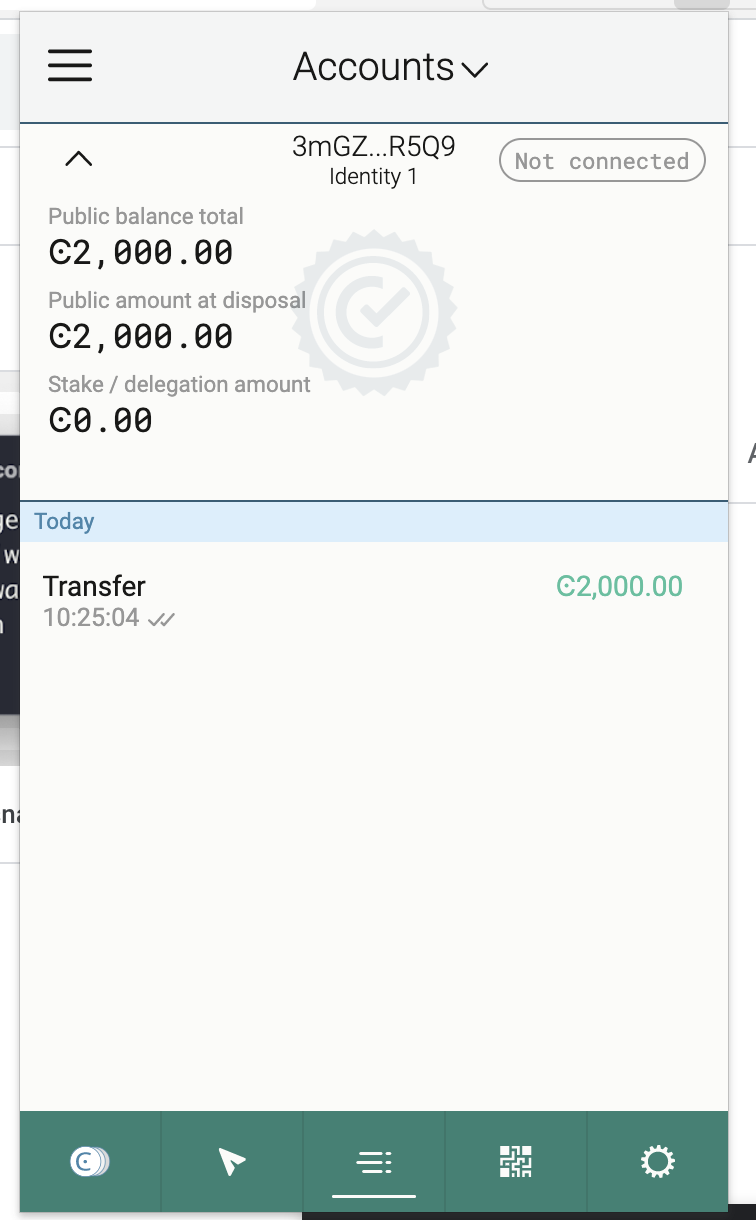 Accounts
3mGZ...R5Q9
Identity 1
Not connected
Public balance total
Ͼ2,000.00
Public amount at disposal
Ͼ2,000.00
Stake / delegation amount
Ͼ0.00
Today
Transfer
Ͼ2,000.00
10:25:04